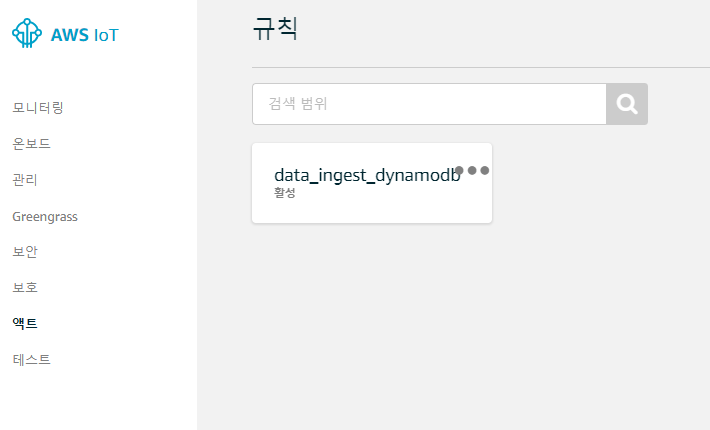 AWS IoT
모니터링
온보드
관리
Greengrass
보안
보호
액트
테스트
규칙
검색 범위
data_ingest_dynamodb
활성